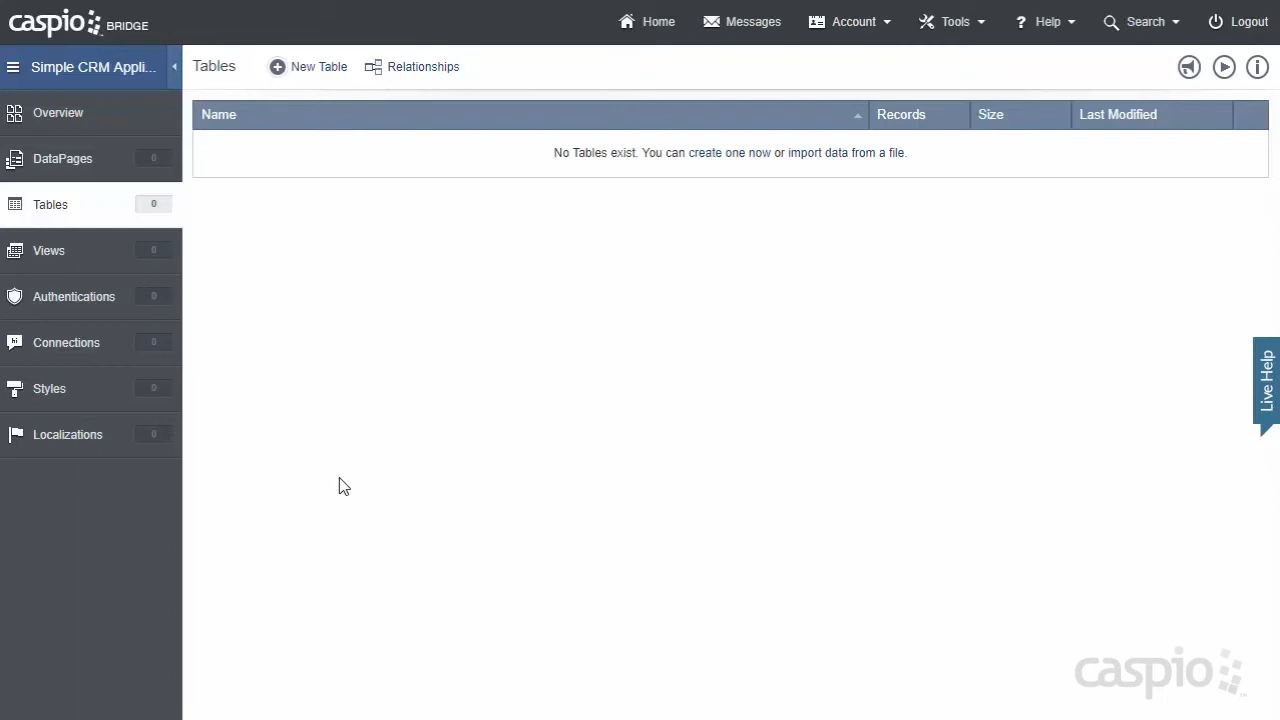 caspio BRIDGE
Home Messages Account Tools Help Search Logout
Simple CRM Appli...
Tables New Table Relationships
Overview
DataPages 0
Tables 0
Views 0
Authentications 0
Connections 0
Styles 0
Localizations 0
Name Records Size Last Modified
No Tables exist. You can create one now or import data from a file.
Live Help
caspio